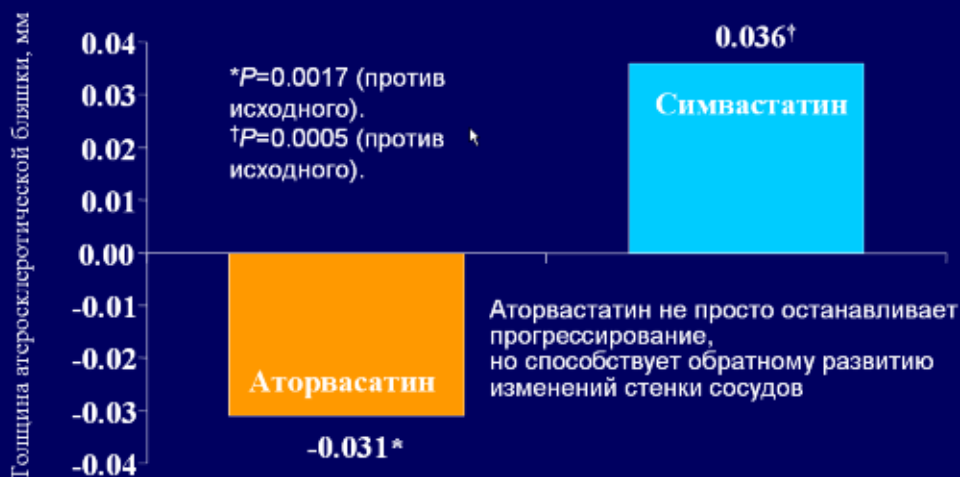 Толщина атеросклеротической бляшки, мм
0.04
0.03
0.02
0.01
0.00
-0.01
-0.02
-0.03
-0.04
*P=0.0017 (против
исходного).
†P=0.0005 (против
исходного).
0.036†
Симвастатин
Аторвасатин
-0.031*
Аторвастатин не просто останавливает
прогрессирование,
но способствует обратному развитию
изменений стенки сосудов